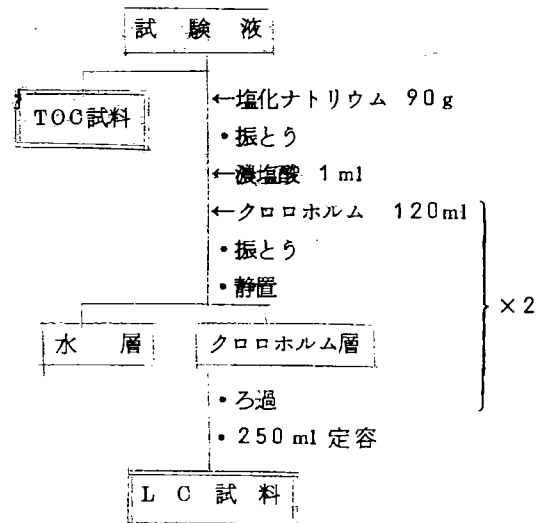 試験液
TOC試料
←塩化ナトリウム 90g
・振とう
←濃塩酸 1ml
←クロロホルム 120ml
・振とう
・静置
×2
水層
クロロホルム層
・ろ過
・250ml 定容
LC試料